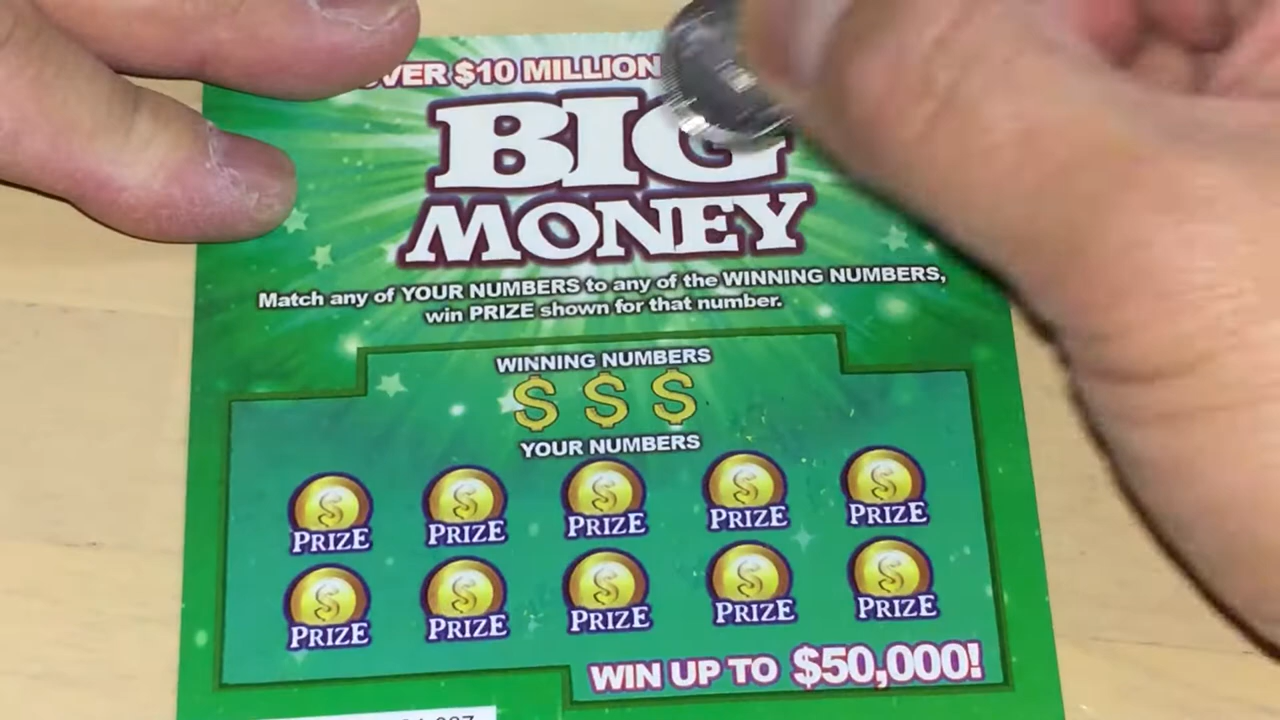 OVER $10 MILLION
BIG
MONEY
Match any of YOUR NUMBERS to any of the WINNING NUMBERS,
win PRIZE shown for that number.
WINNING NUMBERS
$ $ $
YOUR NUMBERS
PRIZE PRIZE PRIZE PRIZE PRIZE
PRIZE PRIZE PRIZE PRIZE PRIZE
WIN UP TO $50,000!